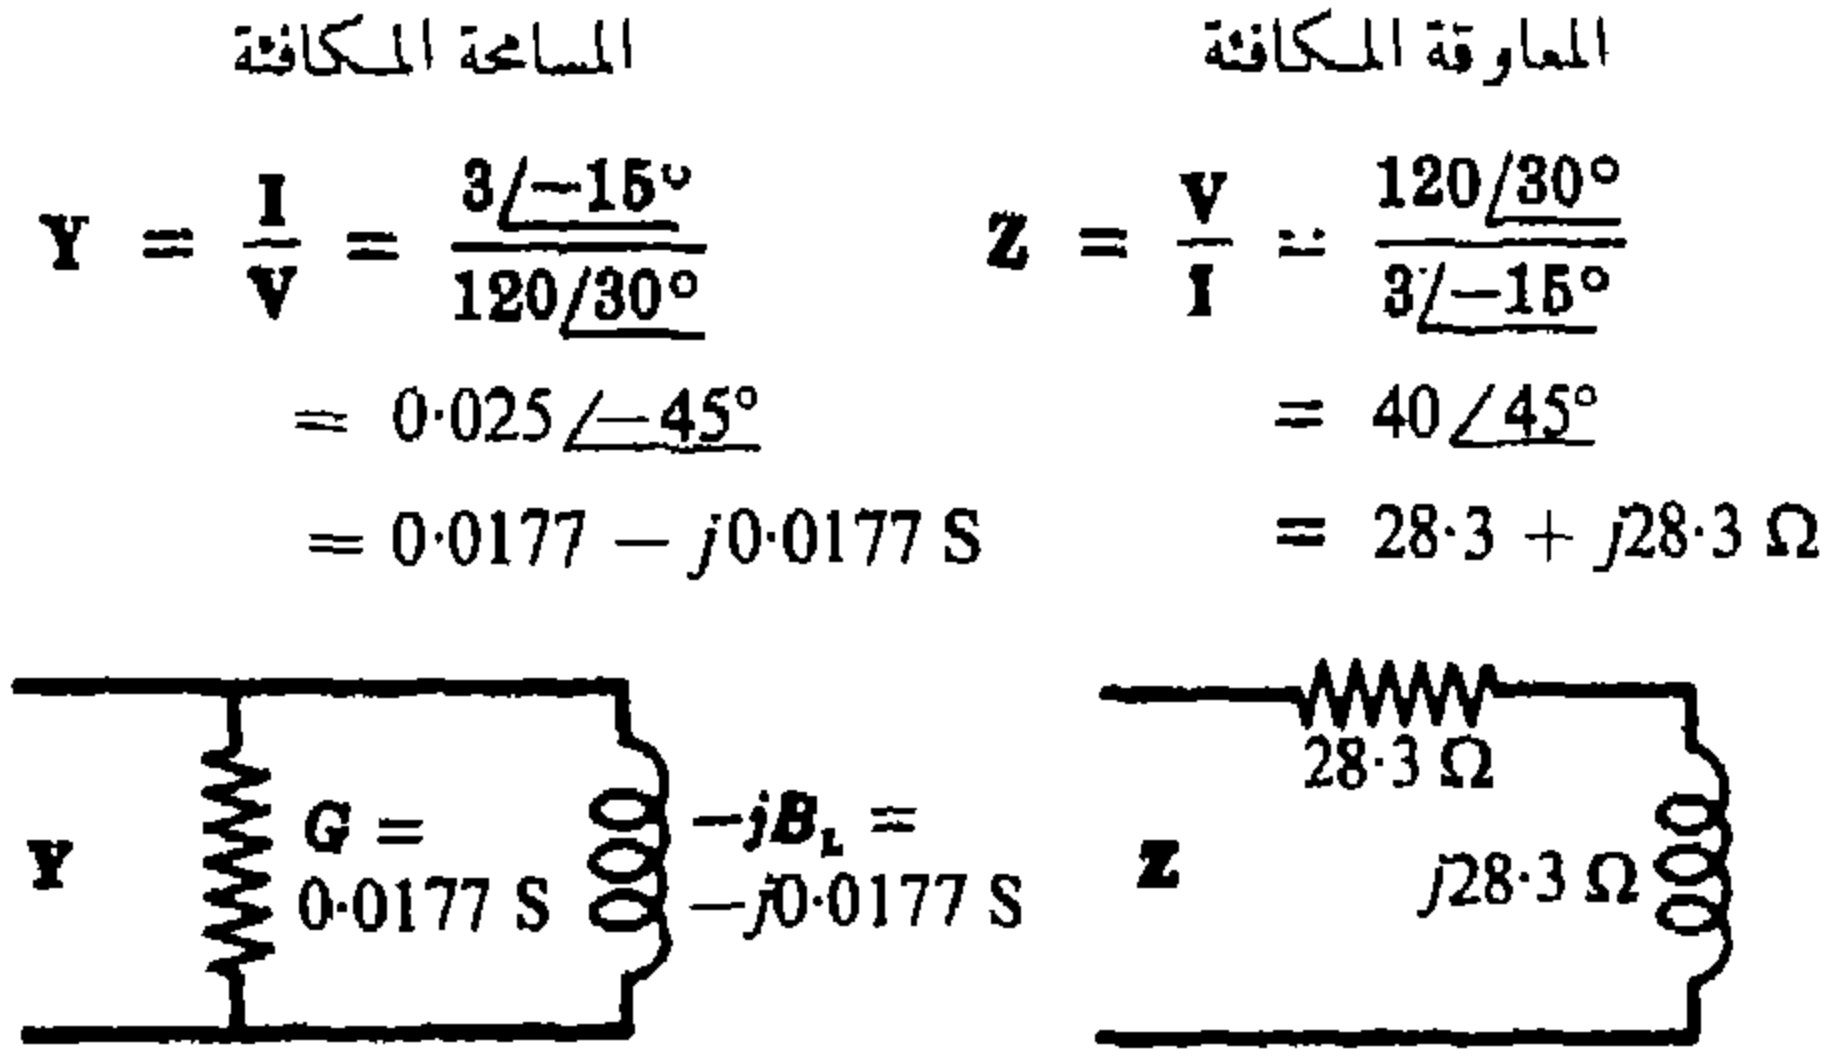 المسامحة المكافئة
Y = I/V = 3∠−15° / 120∠30°
= 0·025∠−45°
= 0·0177 − j0·0177 S
Y
G =
0·0177 S
−jB_L =
−j0·0177 S
المعاوقة المكافئة
Z = V/I = 120∠30° / 3∠−15°
= 40∠45°
= 28·3 + j28·3 Ω
28·3 Ω
Z
j28·3 Ω